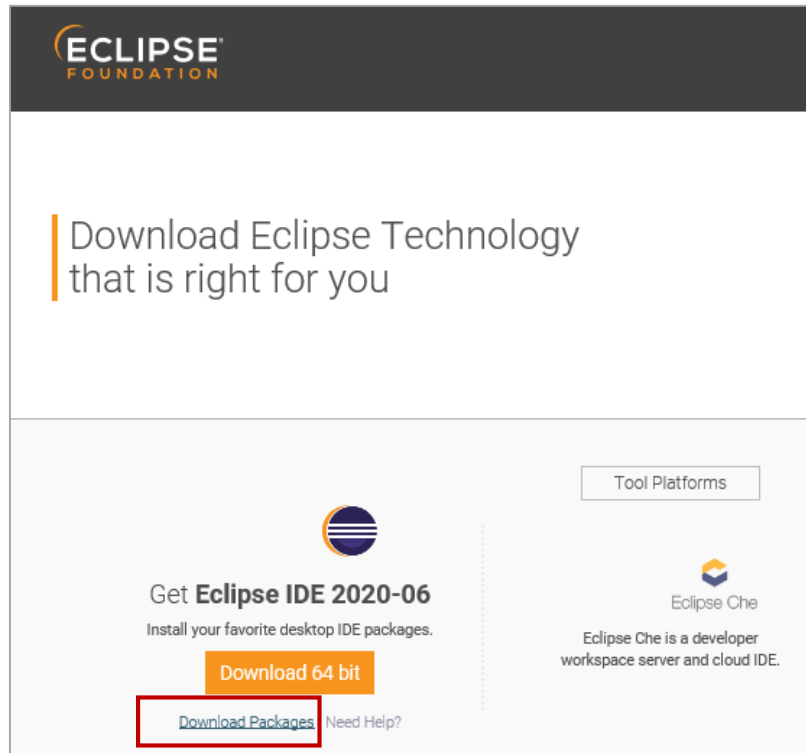 ECLIPSE
FOUNDATION
Download Eclipse Technology
that is right for you
Tool Platforms
Get Eclipse IDE 2020-06
Install your favorite desktop IDE packages.
Download 64 bit
Download Packages Need Help?
Eclipse Che
Eclipse Che is a developer
workspace server and cloud IDE.